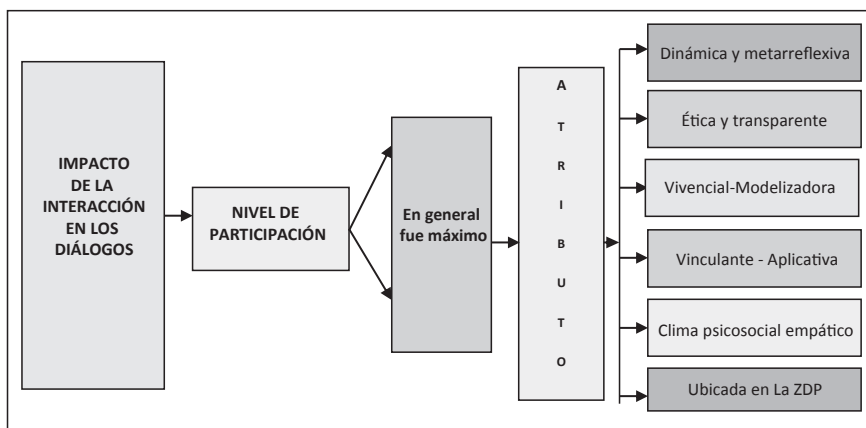 IMPACTO
DE LA
INTERACCIÓN
EN LOS
DIÁLOGOS
NIVEL DE
PARTICIPACIÓN
En general
fue máximo
A
T
R
I
B
U
T
O
Dinámica y metarreflexiva
Ética y transparente
Vivencial-Modelizadora
Vinculante - Aplicativa
Clima psicosocial empático
Ubicada en La ZDP